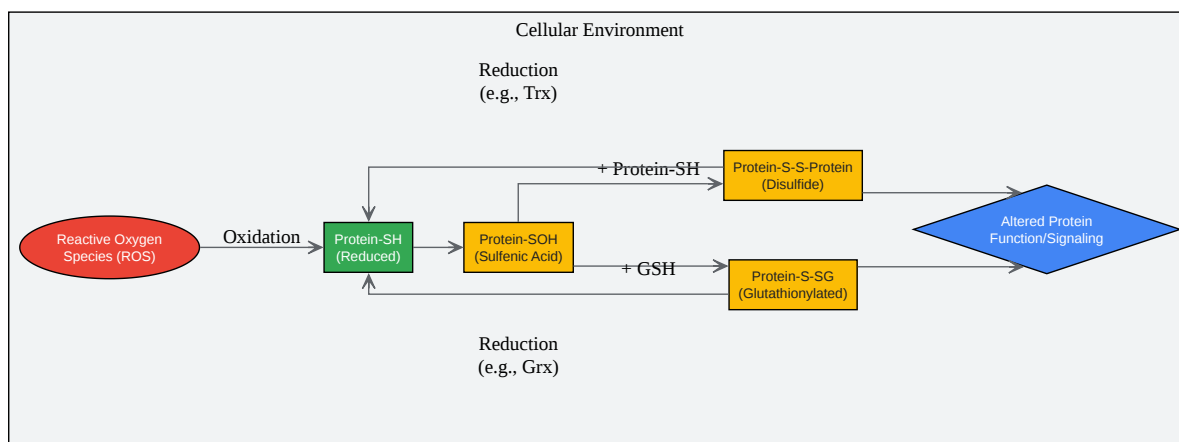 Cellular Environment
Reduction
(e.g., Trx)
+ Protein-SH
Protein-S-S-Protein
(Disulfide)
Reactive Oxygen
Species (ROS)
Oxidation
Protein-SH
(Reduced)
Protein-SOH
(Sulfenic Acid)
+ GSH
Protein-S-SG
(Glutathionylated)
Altered Protein
Function/Signaling
Reduction
(e.g., Grx)